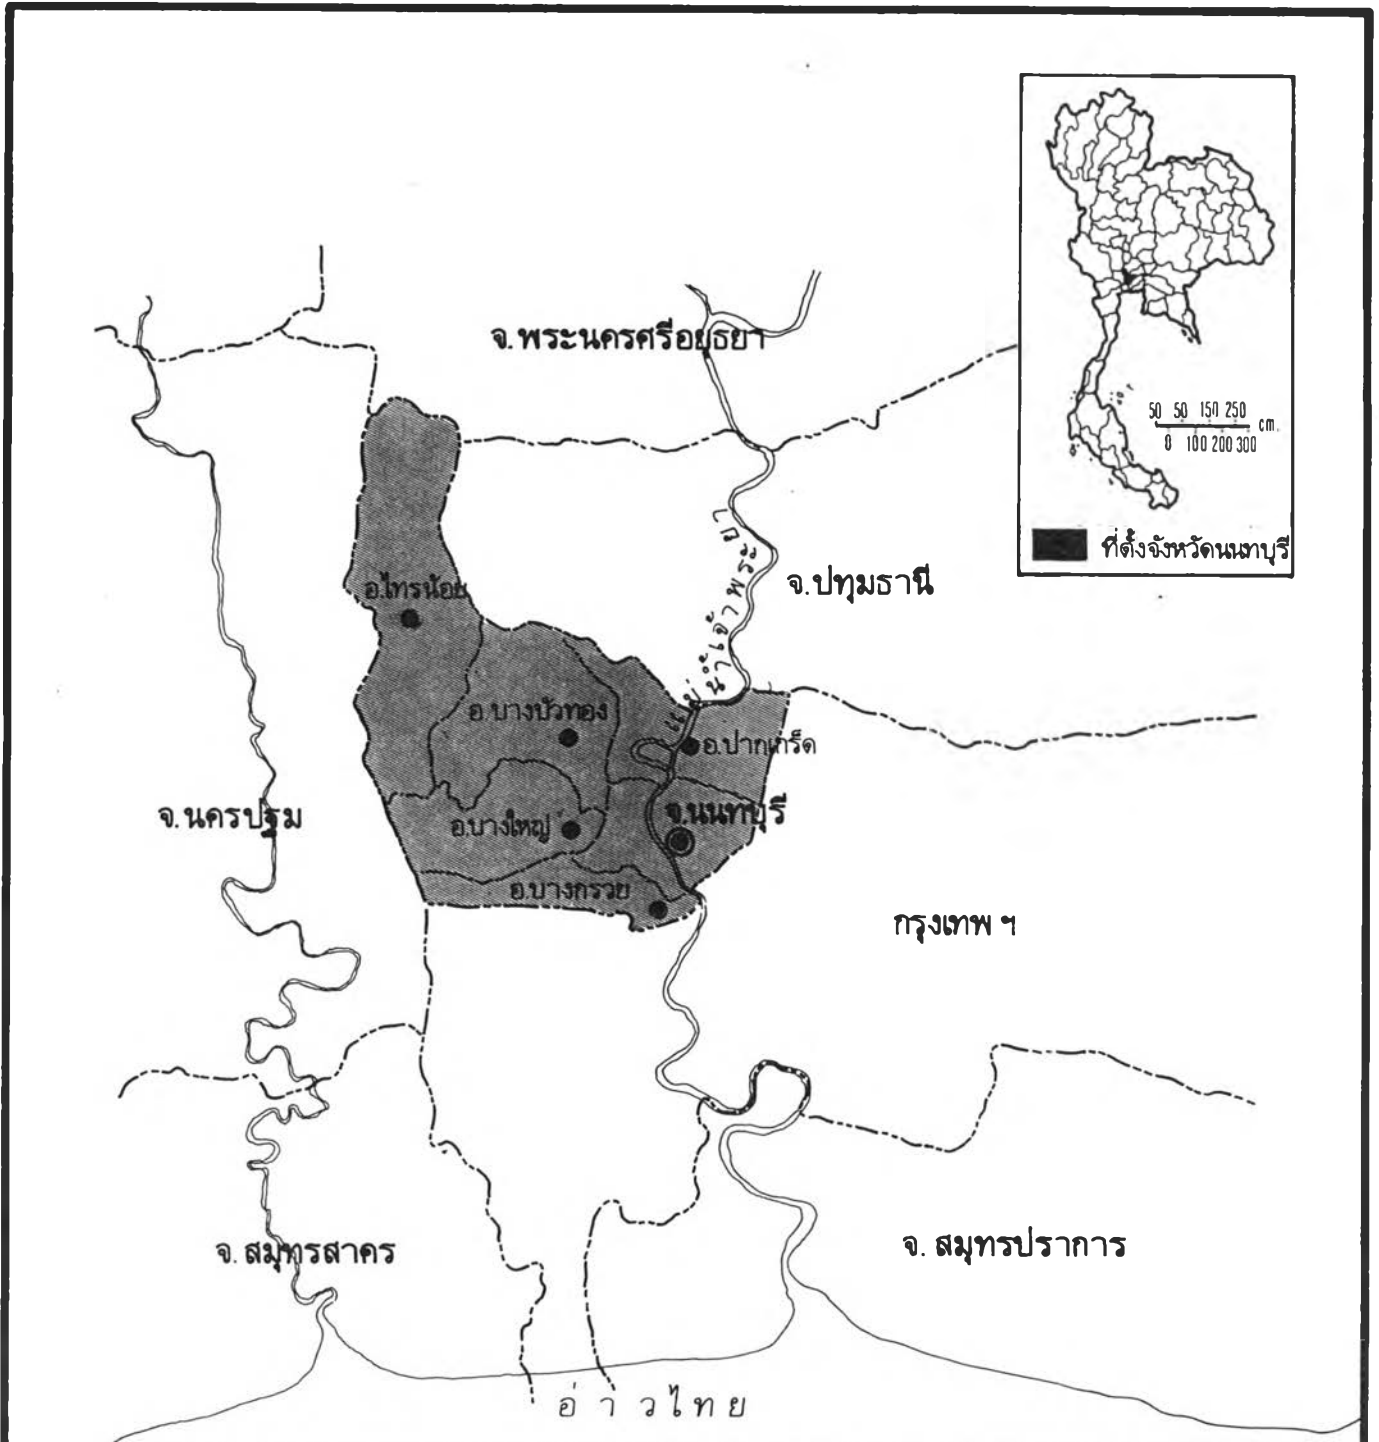 จ.พระนครศรีอยุธยา
50 50 150 250
cm.
0 100 200 300
ที่ตั้งจังหวัดนนทบุรี
แม่น้ำเจ้าพระยา
จ.ปทุมธานี
อ.ไทรน้อย
อ.บางบัวทอง
อ.ปากเกร็ด
จ.นครปฐม
อ.บางใหญ่
จ.นนทบุรี
อ.บางกรวย
กรุงเทพ ฯ
จ.สมุทรสาคร
จ. สมุทรปราการ
อ่าวไทย